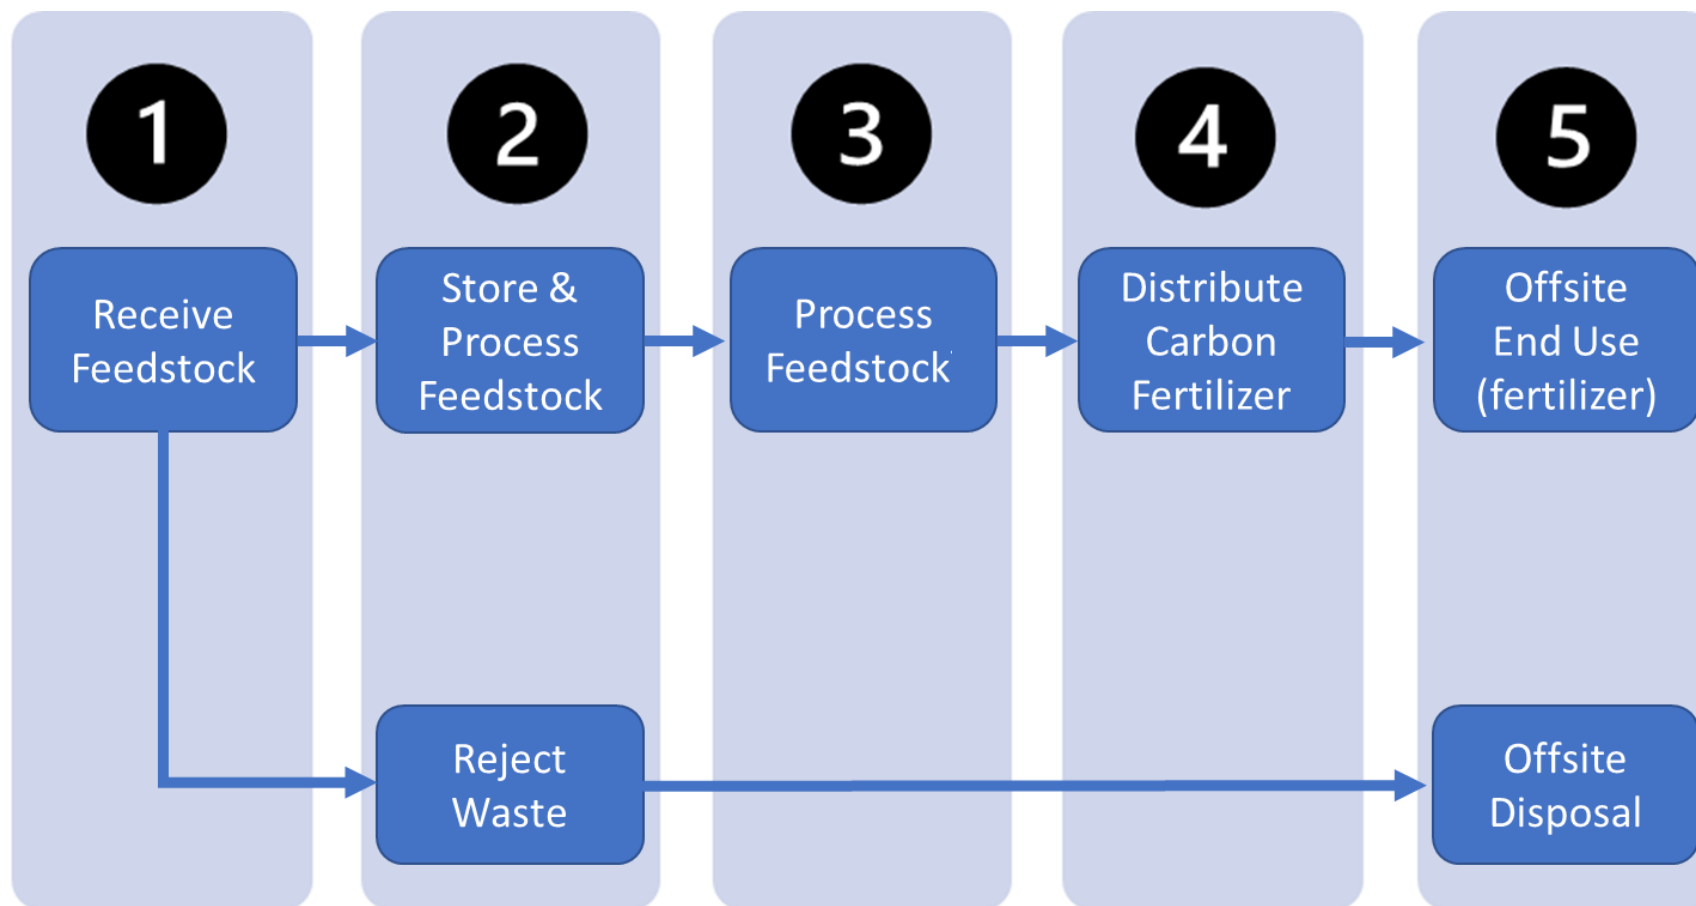 1
2
3
4
5
Receive
Feedstock
Store &
Process
Feedstock
Process
Feedstock
Distribute
Carbon
Fertilizer
Offsite
End Use
(fertilizer)
Reject
Waste
Offsite
Disposal